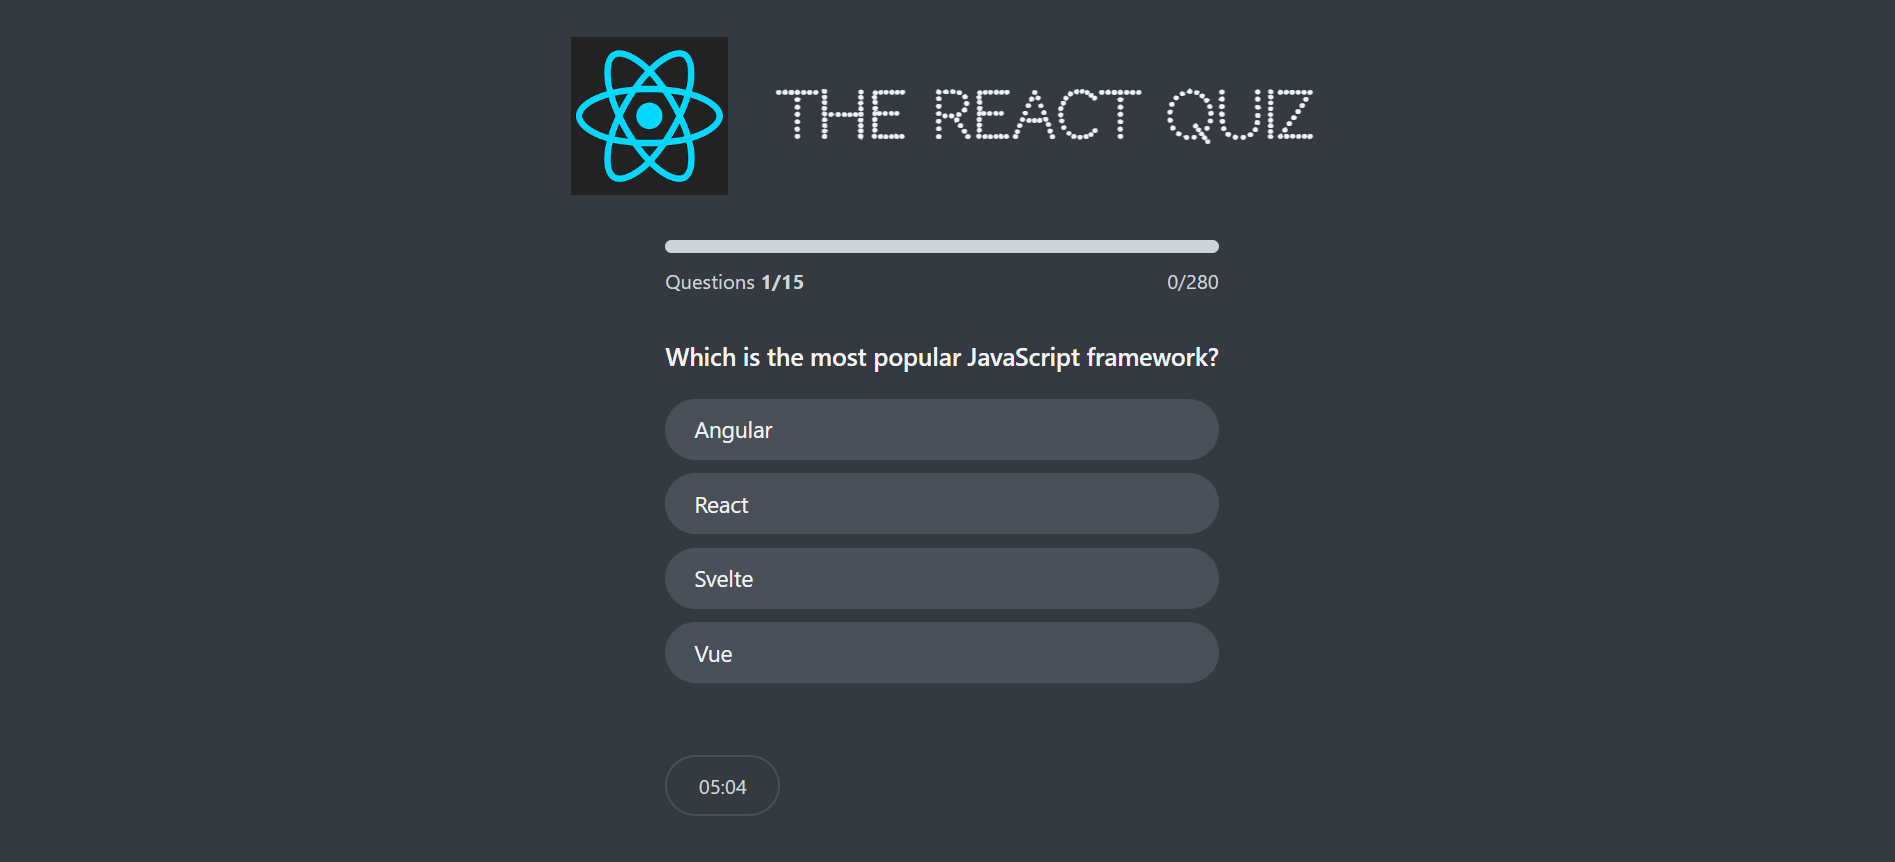 THE REACT QUIZ
Questions 1/15
0/280
Which is the most popular JavaScript framework?
Angular
React
Svelte
Vue
05:04